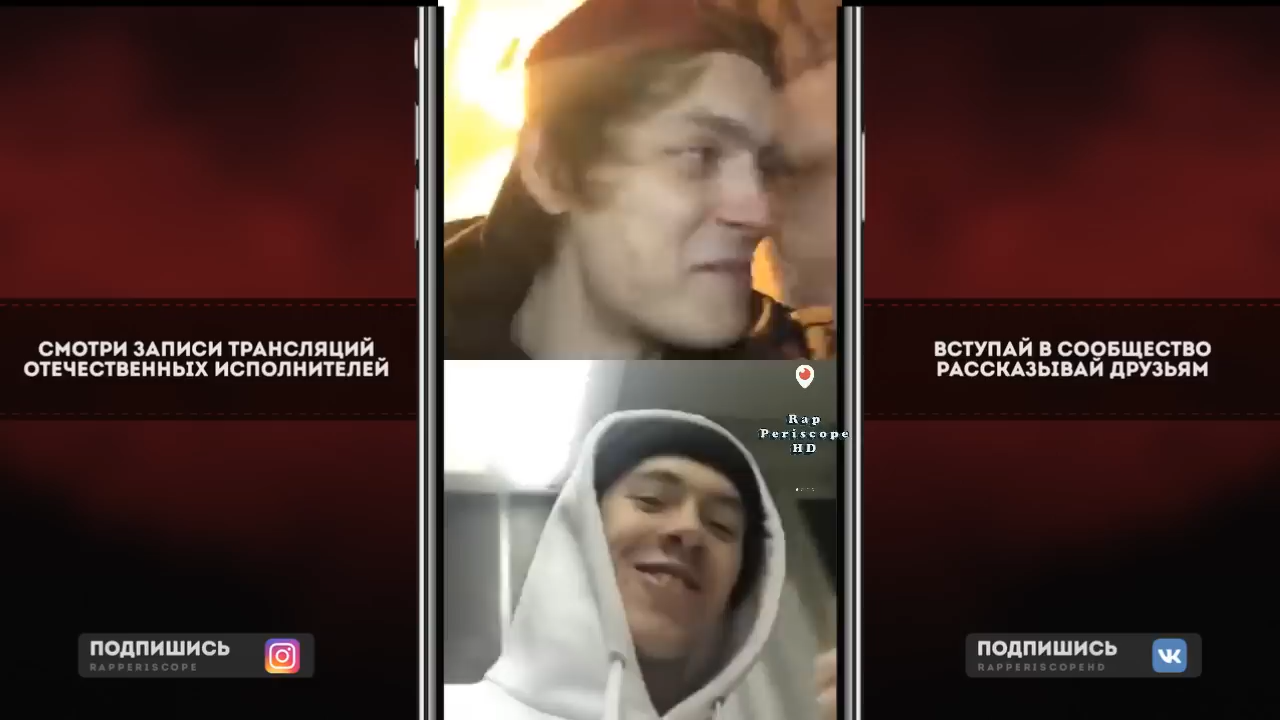 СМОТРИ ЗАПИСИ ТРАНСЛЯЦИЙ
ОТЕЧЕСТВЕННЫХ ИСПОЛНИТЕЛЕЙ
ВСТУПАЙ В СООБЩЕСТВО
РАССКАЗЫВАЙ ДРУЗЬЯМ
Rap
Periscope
HD
ПОДПИШИСЬ
RAPPERISCOPE
ПОДПИШИСЬ
RAPPERISCOPEHD